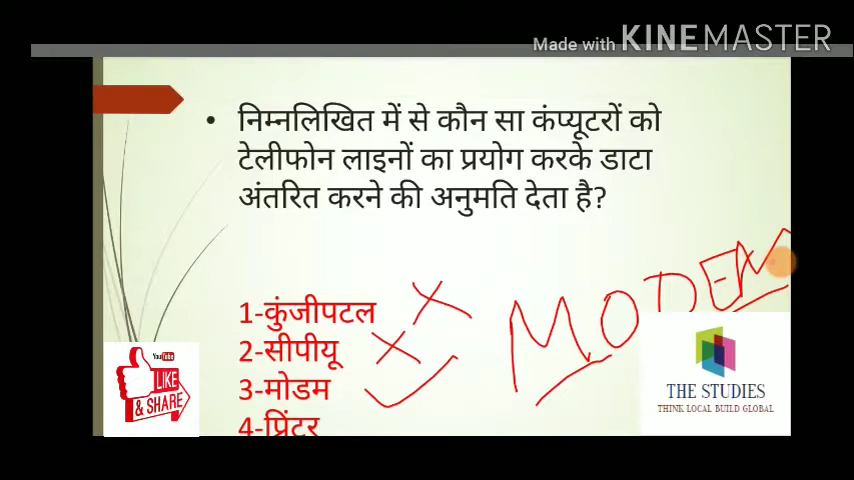 Made with KINEMASTER
• निम्नलिखित में से कौन सा कंप्यूटरों को
टेलीफोन लाइनों का प्रयोग करके डाटा
अंतरित करने की अनुमति देता है?
1-कुंजीपटल
2-सीपीयू
3-मोडम
4-प्रिंटर
MODEM
YouTube
LIKE
& SHARE
THE STUDIES
THINK LOCAL BUILD GLOBAL